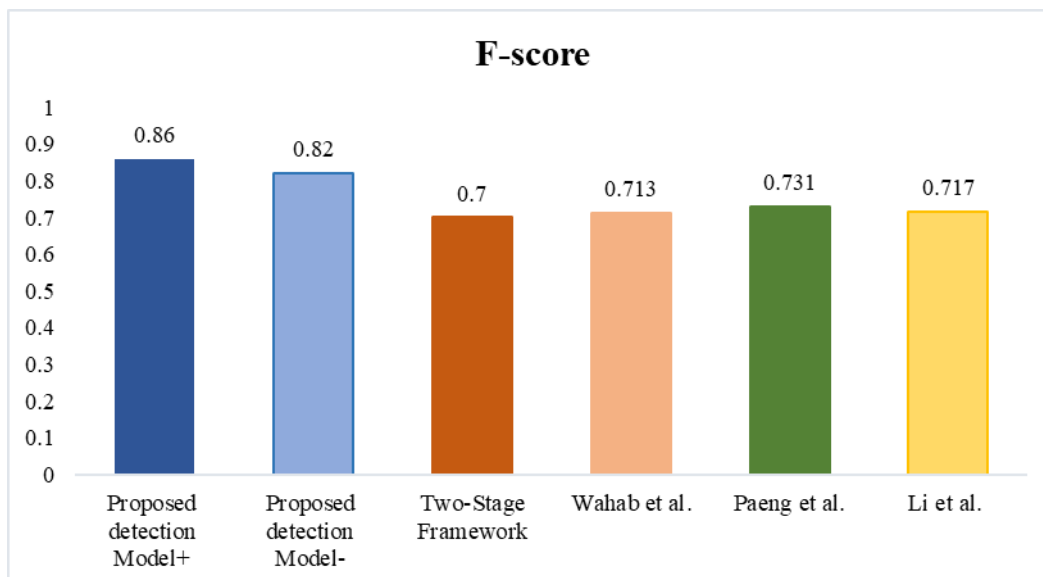 F-score
1
0.9
0.8
0.7
0.6
0.5
0.4
0.3
0.2
0.1
0
0.86
0.82
0.7
0.713
0.731
0.717
Proposed
detection
Model+
Proposed
detection
Model-
Two-Stage
Framework
Wahab et al.
Paeng et al.
Li et al.